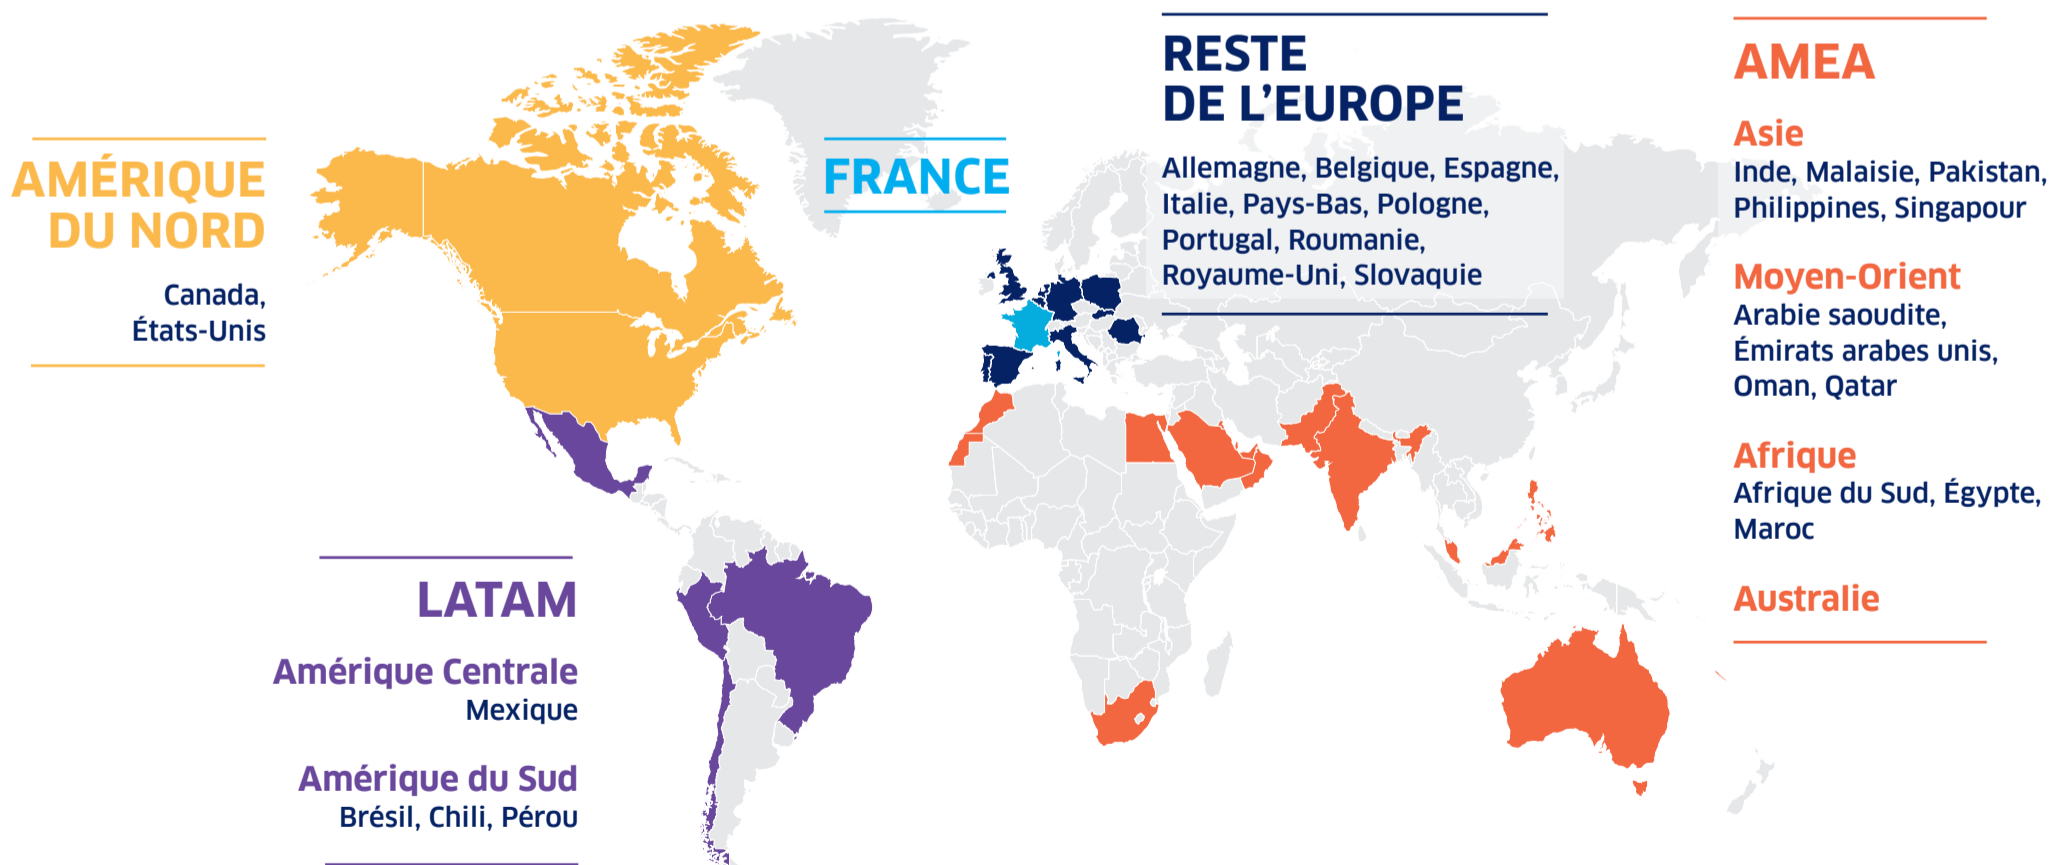 AMÉRIQUE
DU NORD
Canada,
États-Unis
LATAM
Amérique Centrale
Mexique
Amérique du Sud
Brésil, Chili, Pérou
FRANCE
RESTE
DE L’EUROPE
Allemagne, Belgique, Espagne,
Italie, Pays-Bas, Pologne,
Portugal, Roumanie,
Royaume-Uni, Slovaquie
AMEA
Asie
Inde, Malaisie, Pakistan,
Philippines, Singapour
Moyen-Orient
Arabie saoudite,
Émirats arabes unis,
Oman, Qatar
Afrique
Afrique du Sud, Égypte,
Maroc
Australie